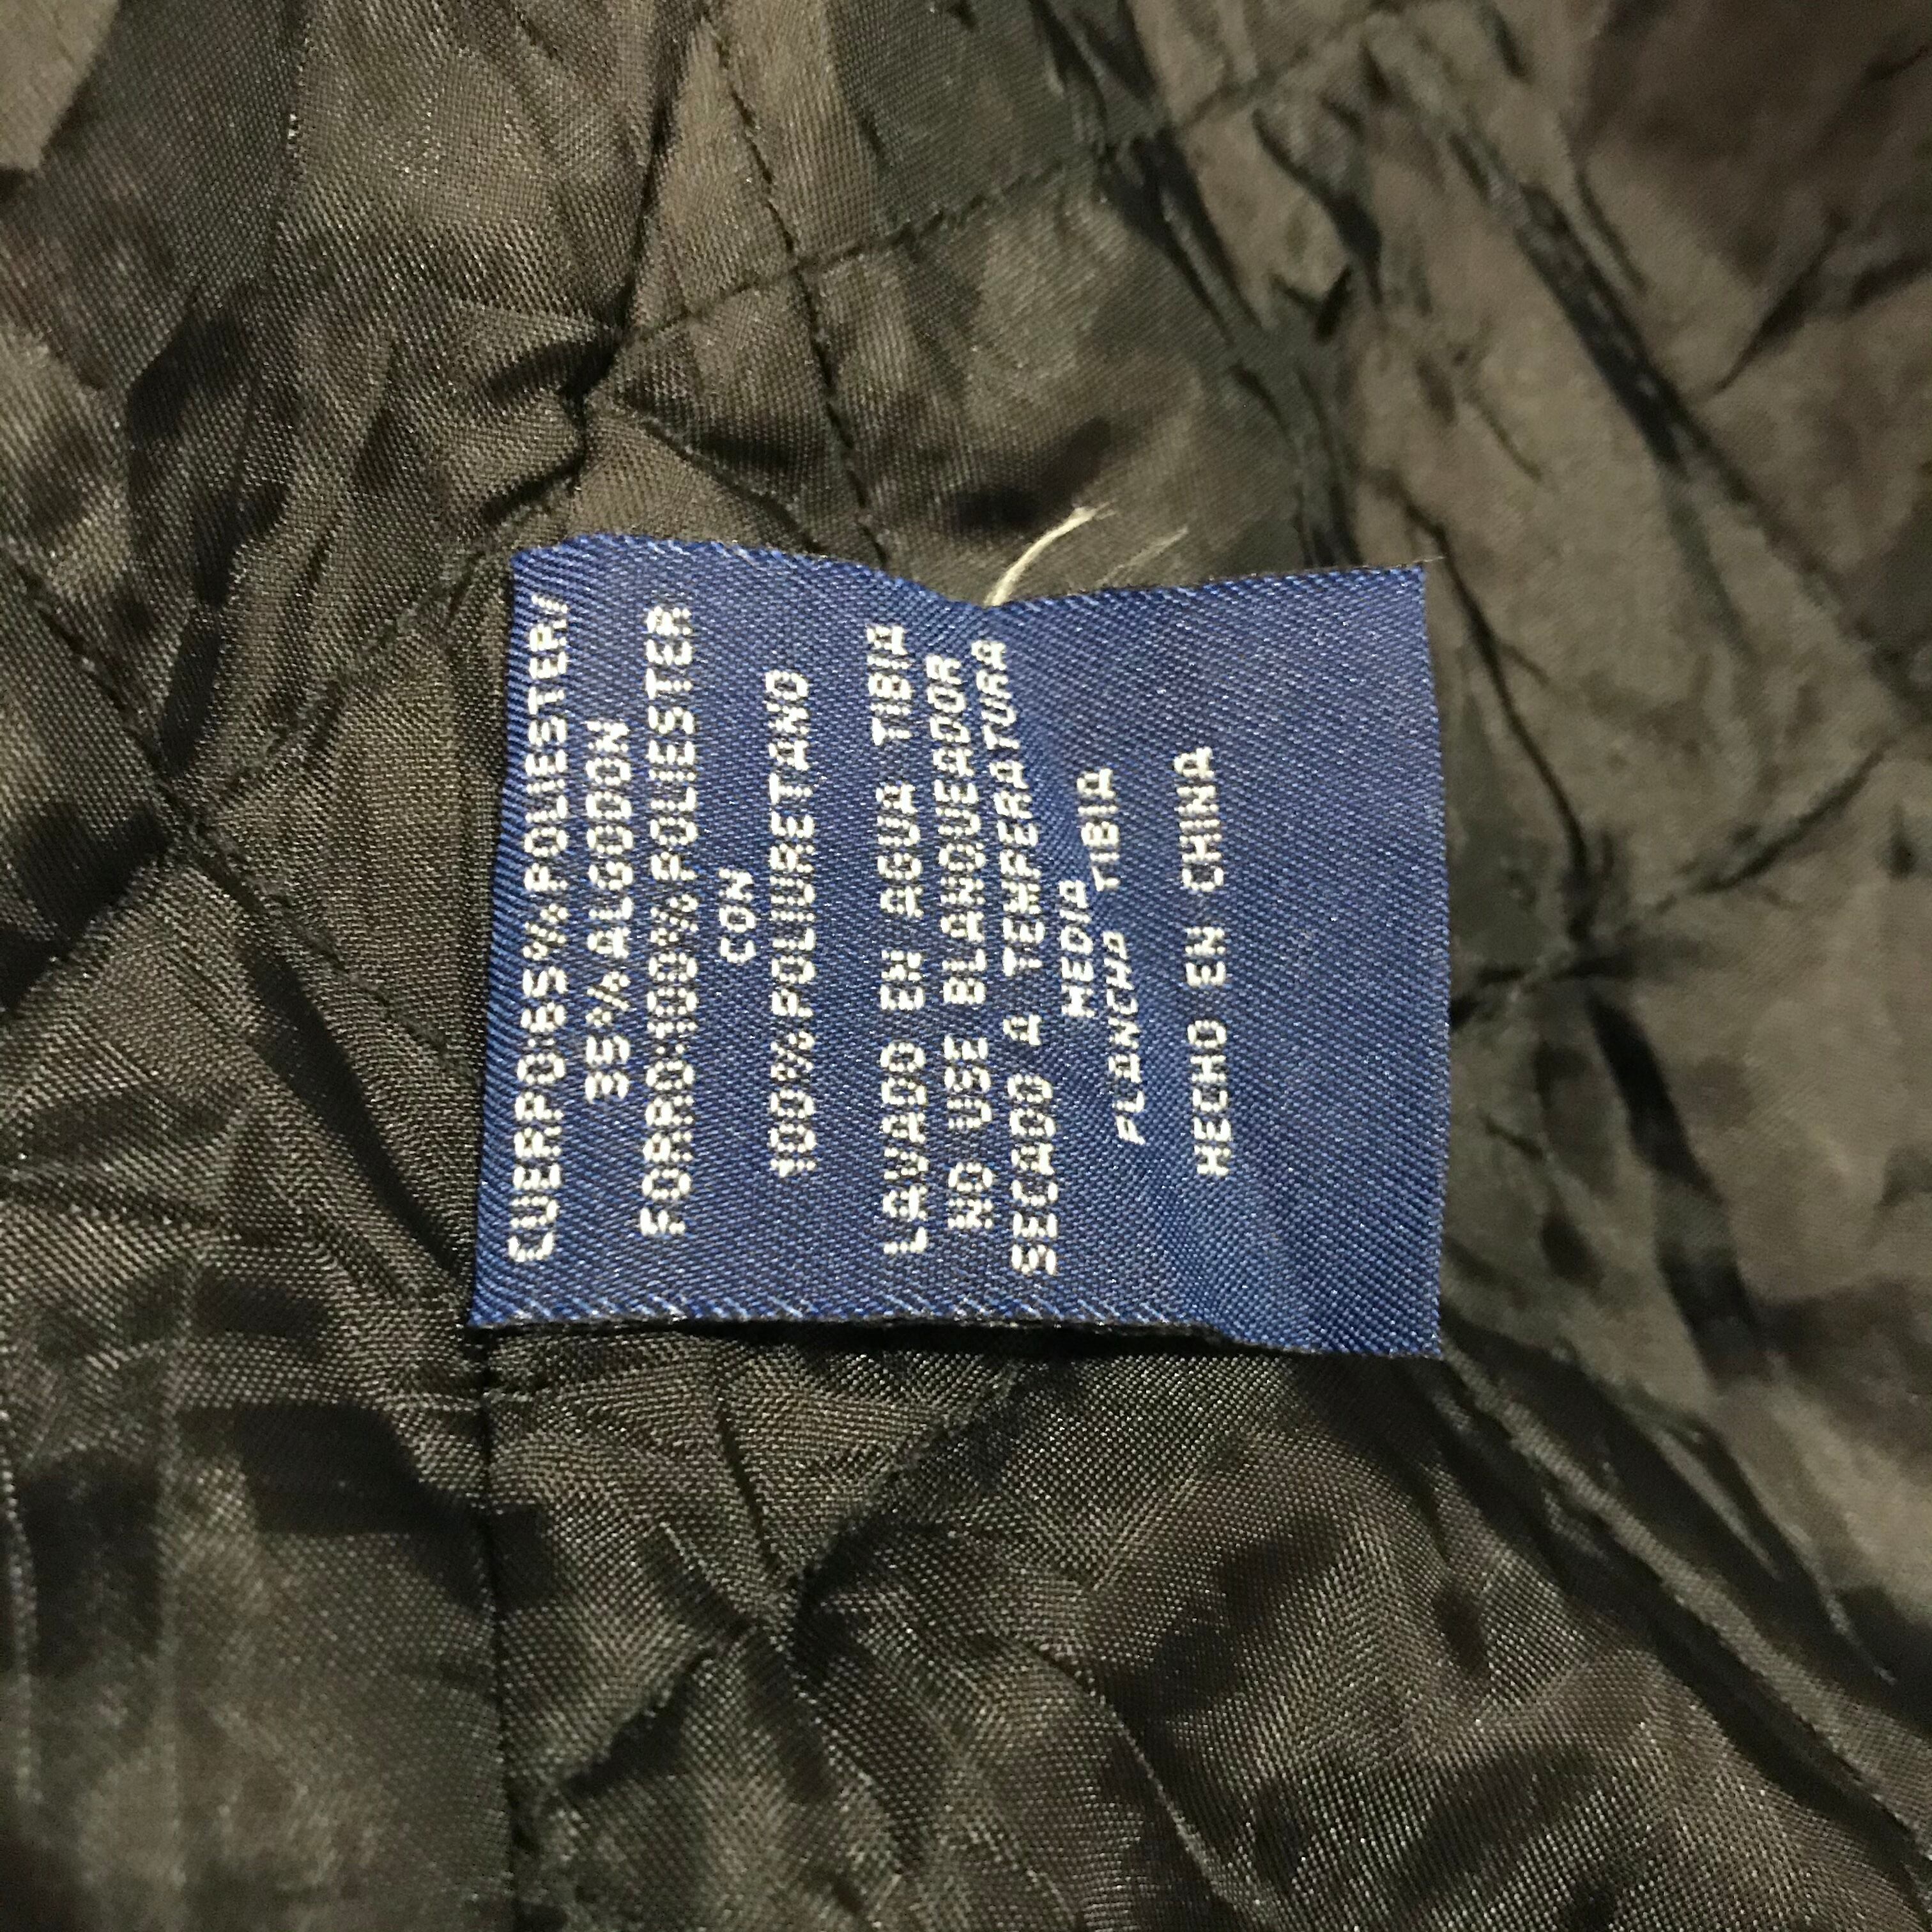 CUERPO:65%POLIESTER/
35%ALGODON
FORRO:100%POLIESTER
CON
100%POLIURETANO
LAVADO EN AGUA TIBIA
NO USE BLANQUEADOR
SECADO A TEMPERATURA
MEDIA
PLANCHA TIBIA
HECHO EN CHINA